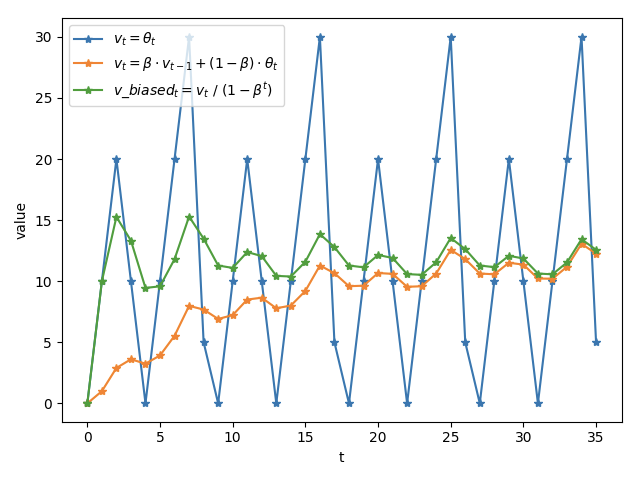 v_t = θ_t
v_t = β · v_{t−1} + (1 − β) · θ_t
v_biased_t = v_t / (1 − β^t)
30
25
20
15
10
5
0
value
0 5 10 15 20 25 30 35
t